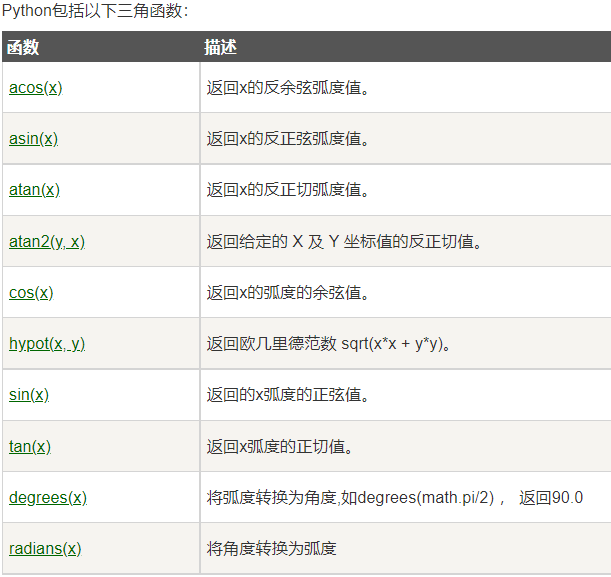 Python包括以下三角函数：
函数 描述
acos(x) 返回x的反余弦弧度值。
asin(x) 返回x的反正弦弧度值。
atan(x) 返回x的反正切弧度值。
atan2(y, x) 返回给定的 X 及 Y 坐标值的反正切值。
cos(x) 返回x的弧度的余弦值。
hypot(x, y) 返回欧几里德范数 sqrt(x*x + y*y)。
sin(x) 返回的x弧度的正弦值。
tan(x) 返回x弧度的正切值。
degrees(x) 将弧度转换为角度,如degrees(math.pi/2) ， 返回90.0
radians(x) 将角度转换为弧度